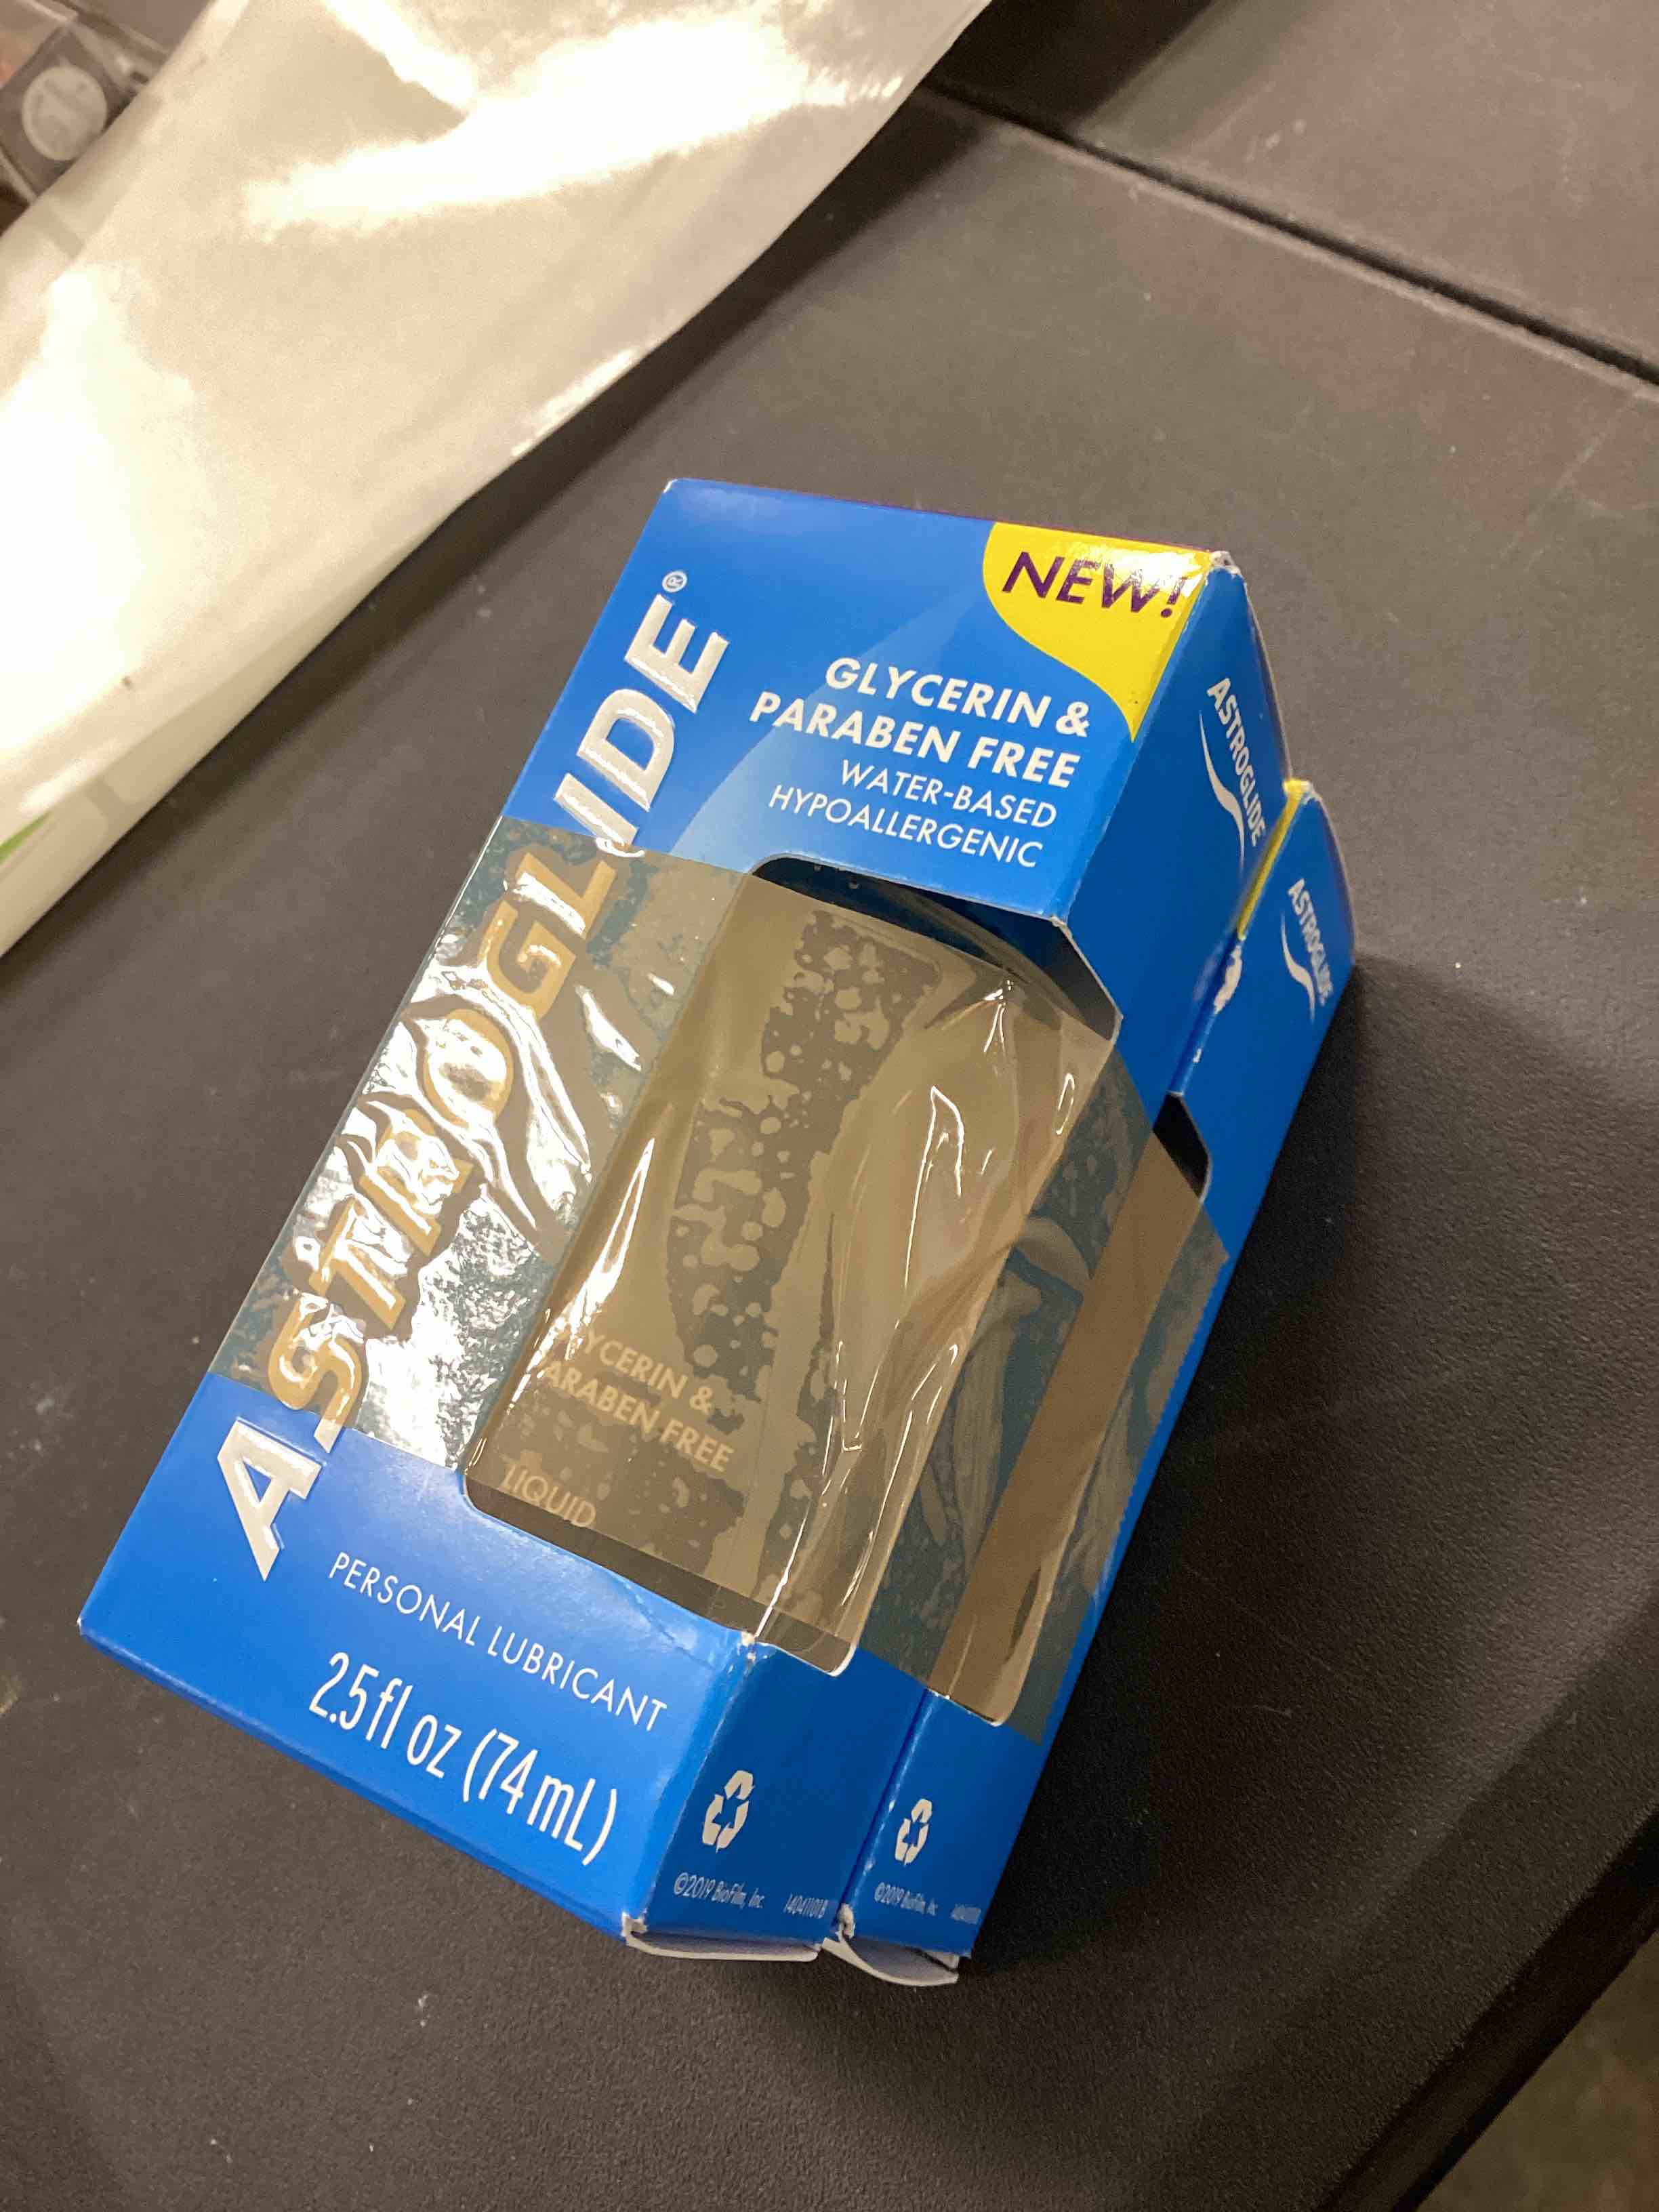 NEW!
GLYCERIN &
PARABEN FREE
WATER-BASED
HYPOALLERGENIC
ASTROGLIDE®
GLYCERIN &
PARABEN FREE
LIQUID
PERSONAL LUBRICANT
2.5 fl oz (74 mL)
ASTROGLIDE
©2019 BioFilm, Inc. 14041101B
ASTROGLIDE
©2019 BioFilm, Inc.